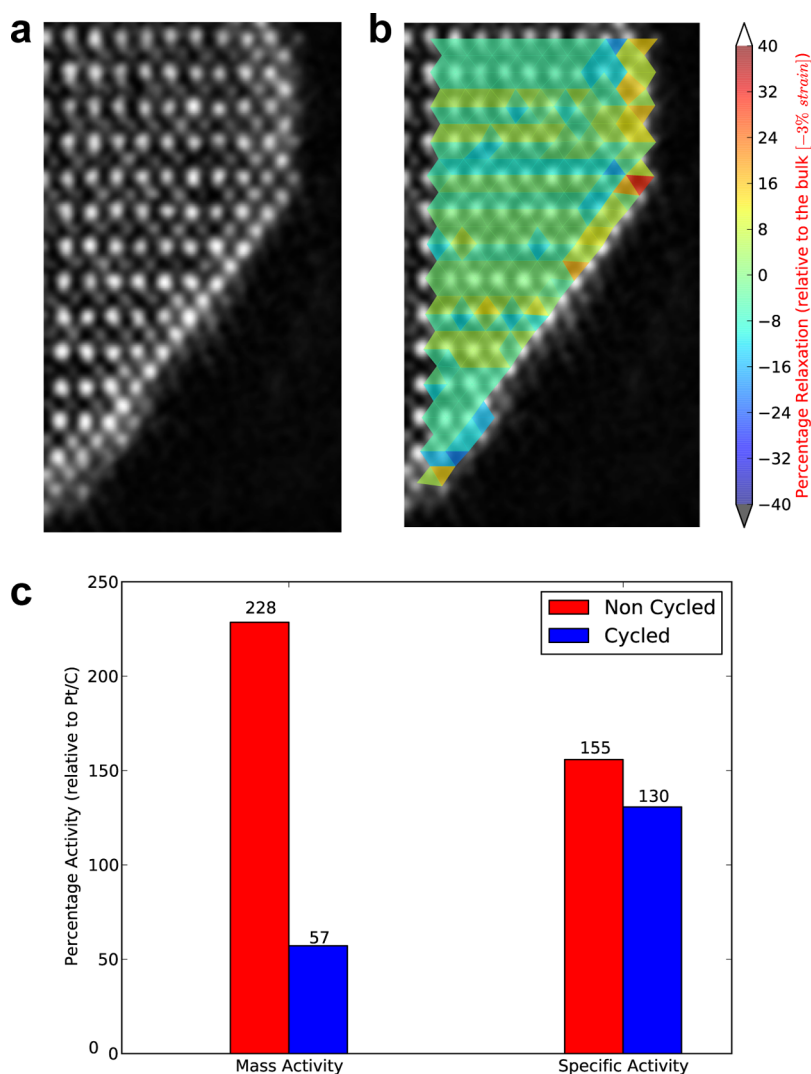 a
b
40
32
24
16
8
0
−8
−16
−24
−32
−40
Percentage Relaxation (relative to the bulk [−3% strain]
c
250
200
150
100
50
0
0
Percentage Activity (relative to Pt/C)
228
57
155
130
Non Cycled
Cycled
Mass Activity
Specific Activity